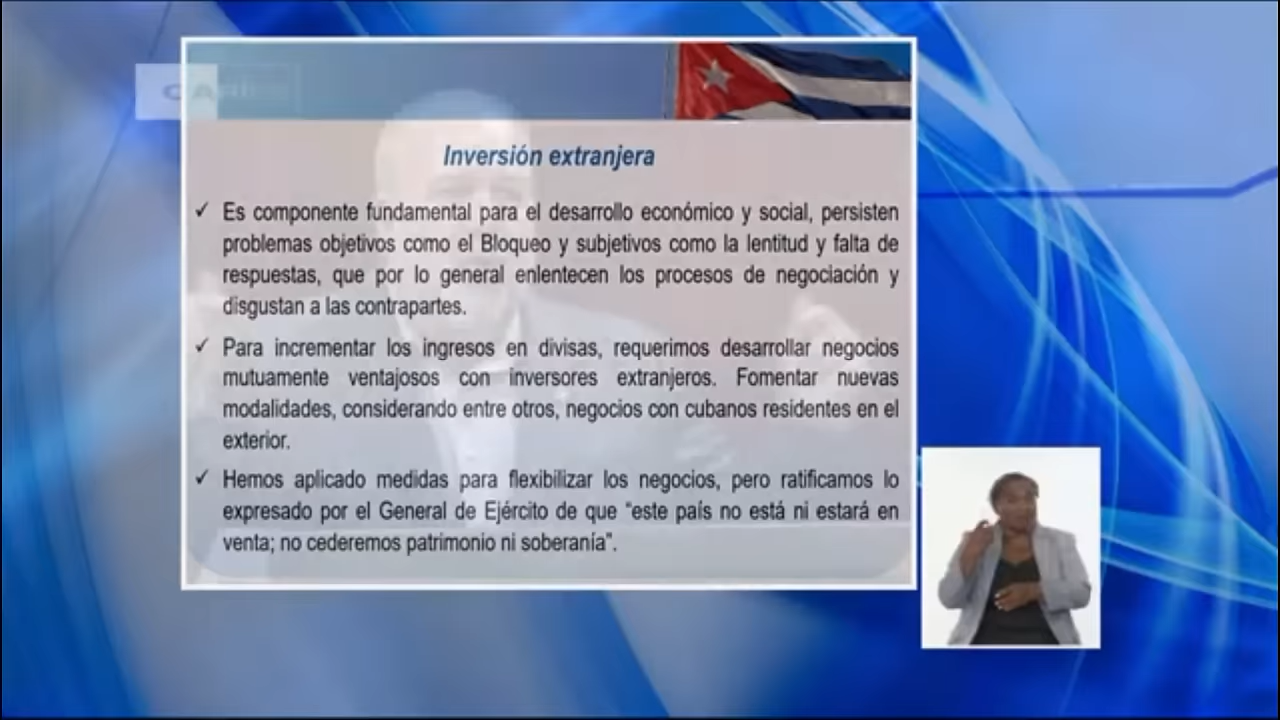 Inversión extranjera
✓ Es componente fundamental para el desarrollo económico y social, persisten
problemas objetivos como el Bloqueo y subjetivos como la lentitud y falta de
respuestas, que por lo general enlentecen los procesos de negociación y
disgustan a las contrapartes.
✓ Para incrementar los ingresos en divisas, requerimos desarrollar negocios
mutuamente ventajosos con inversores extranjeros. Fomentar nuevas
modalidades, considerando entre otros, negocios con cubanos residentes en el
exterior.
✓ Hemos aplicado medidas para flexibilizar los negocios, pero ratificamos lo
expresado por el General de Ejército de que “este país no está ni estará en
venta; no cederemos patrimonio ni soberanía”.